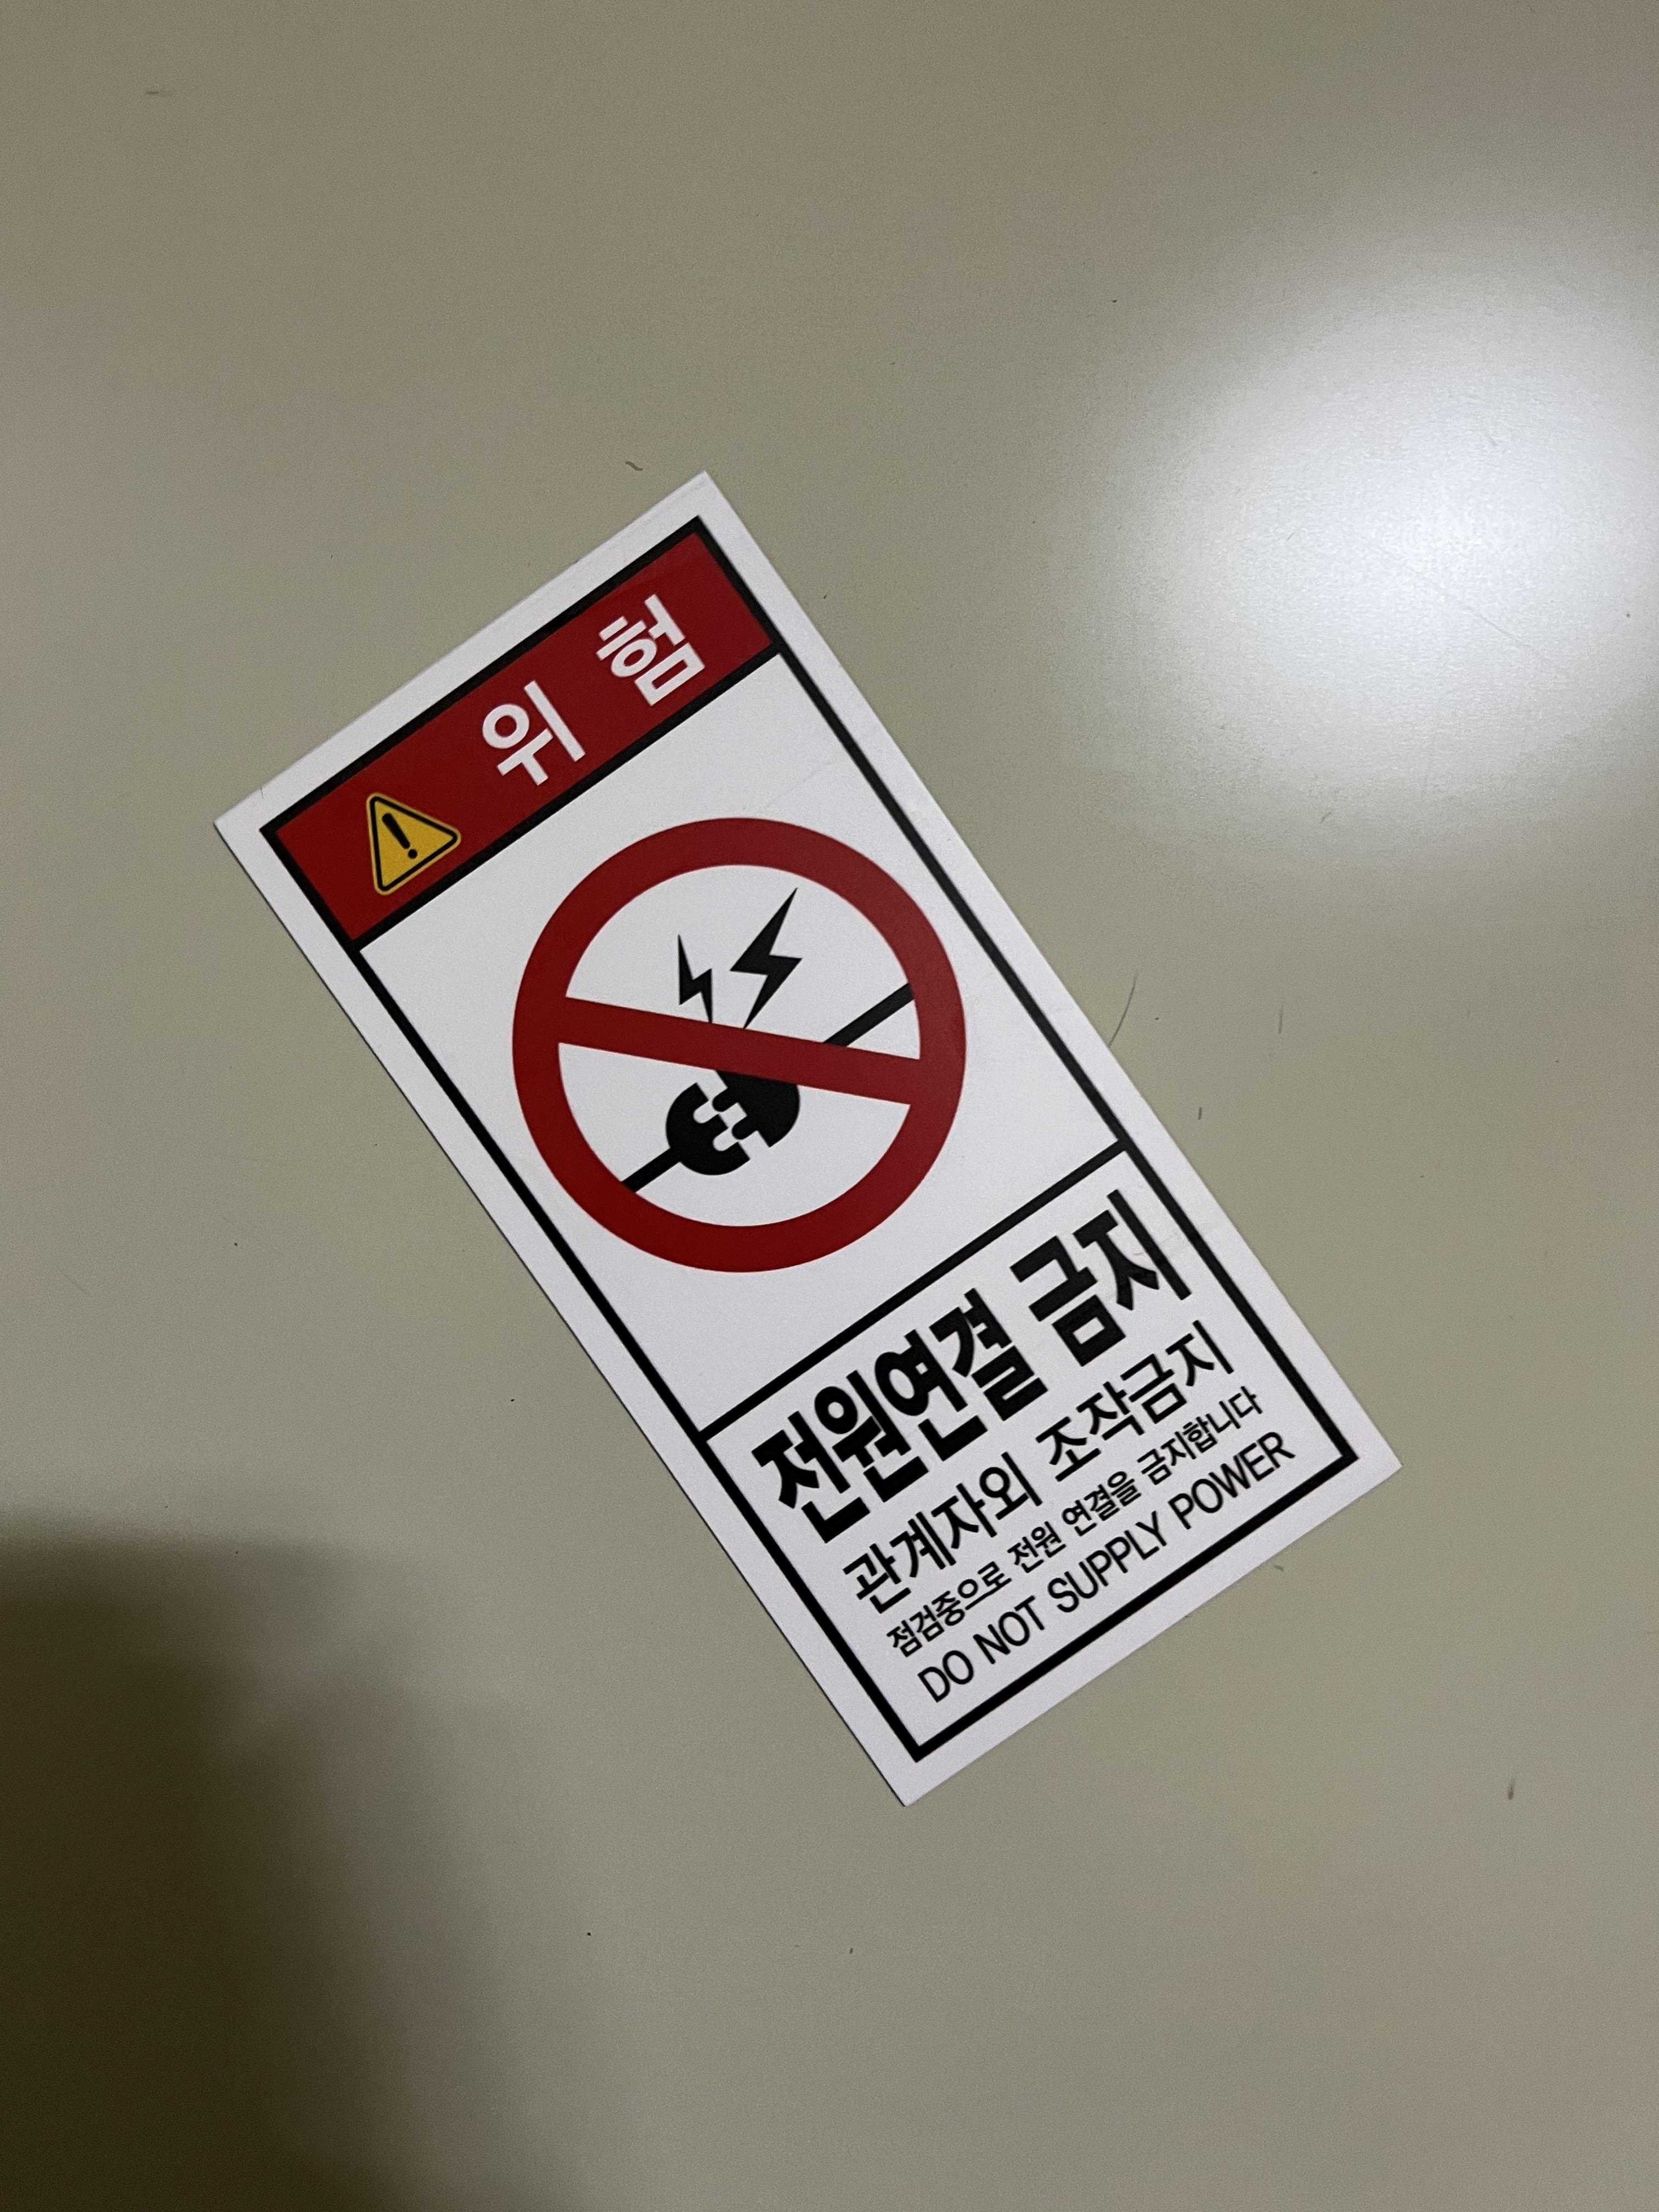 위 험
전원연결 금지
관계자외 조작금지
점검중으로 전원 연결을 금지합니다
DO NOT SUPPLY POWER